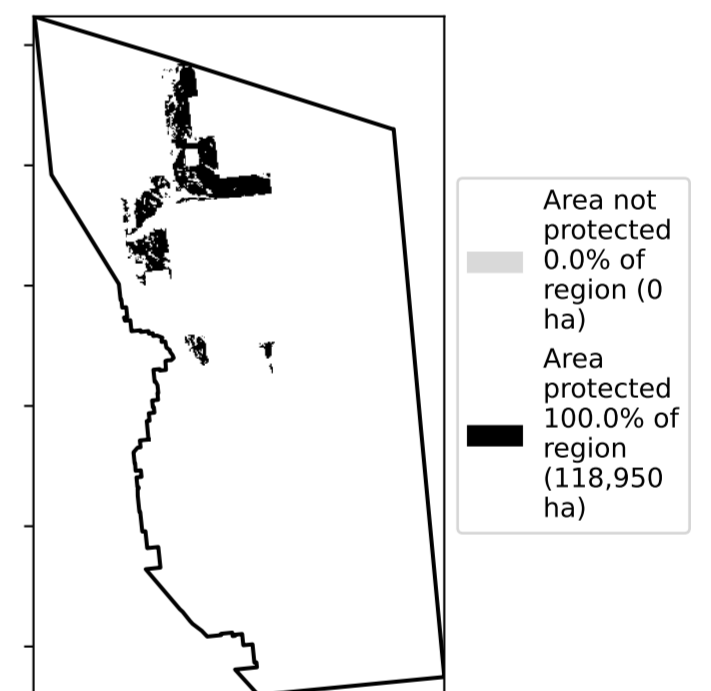 Area not
protected
0.0% of
region (0
ha)
Area
protected
100.0% of
region
(118,950
ha)